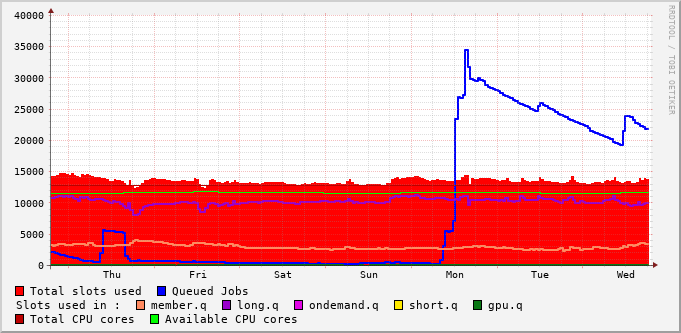 40000
35000
30000
25000
20000
15000
10000
5000
0
Thu Fri Sat Sun Mon Tue Wed
RRDTOOL / TOBI OETIKER
Total slots used Queued Jobs
Slots used in : member.q long.q ondemand.q short.q gpu.q
Total CPU cores Available CPU cores